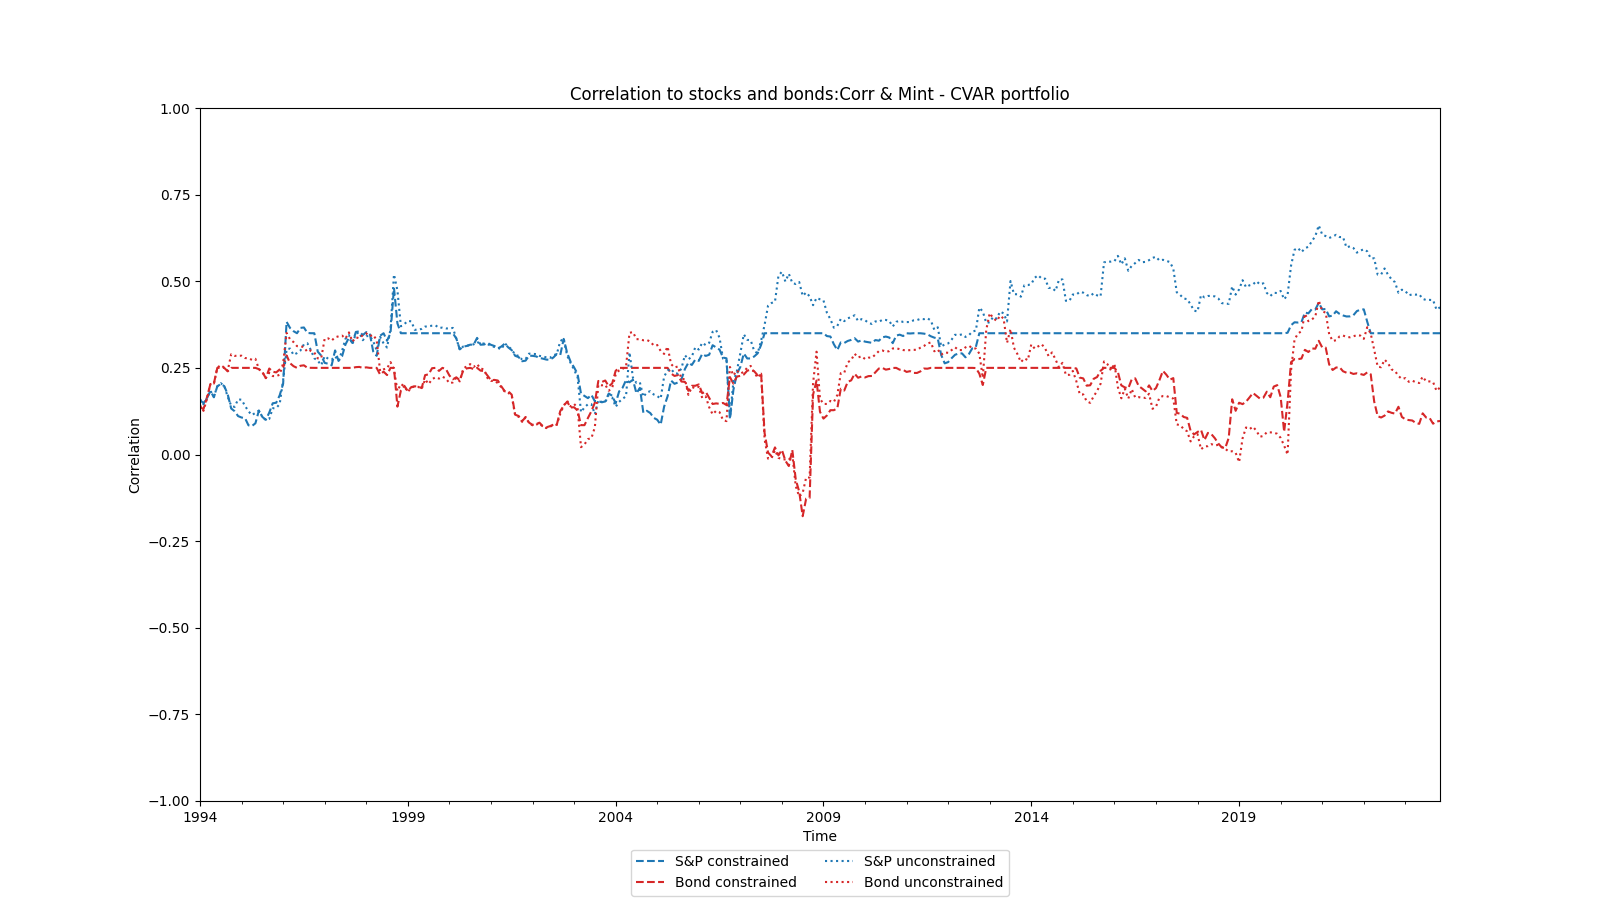 Correlation to stocks and bonds:Corr & Mint - CVAR portfolio
1.00
0.75
0.50
0.25
0.00
−0.25
−0.50
−0.75
−1.00
Correlation
1994 1999 2004 2009 2014 2019
Time
S&P constrained S&P unconstrained
Bond constrained Bond unconstrained